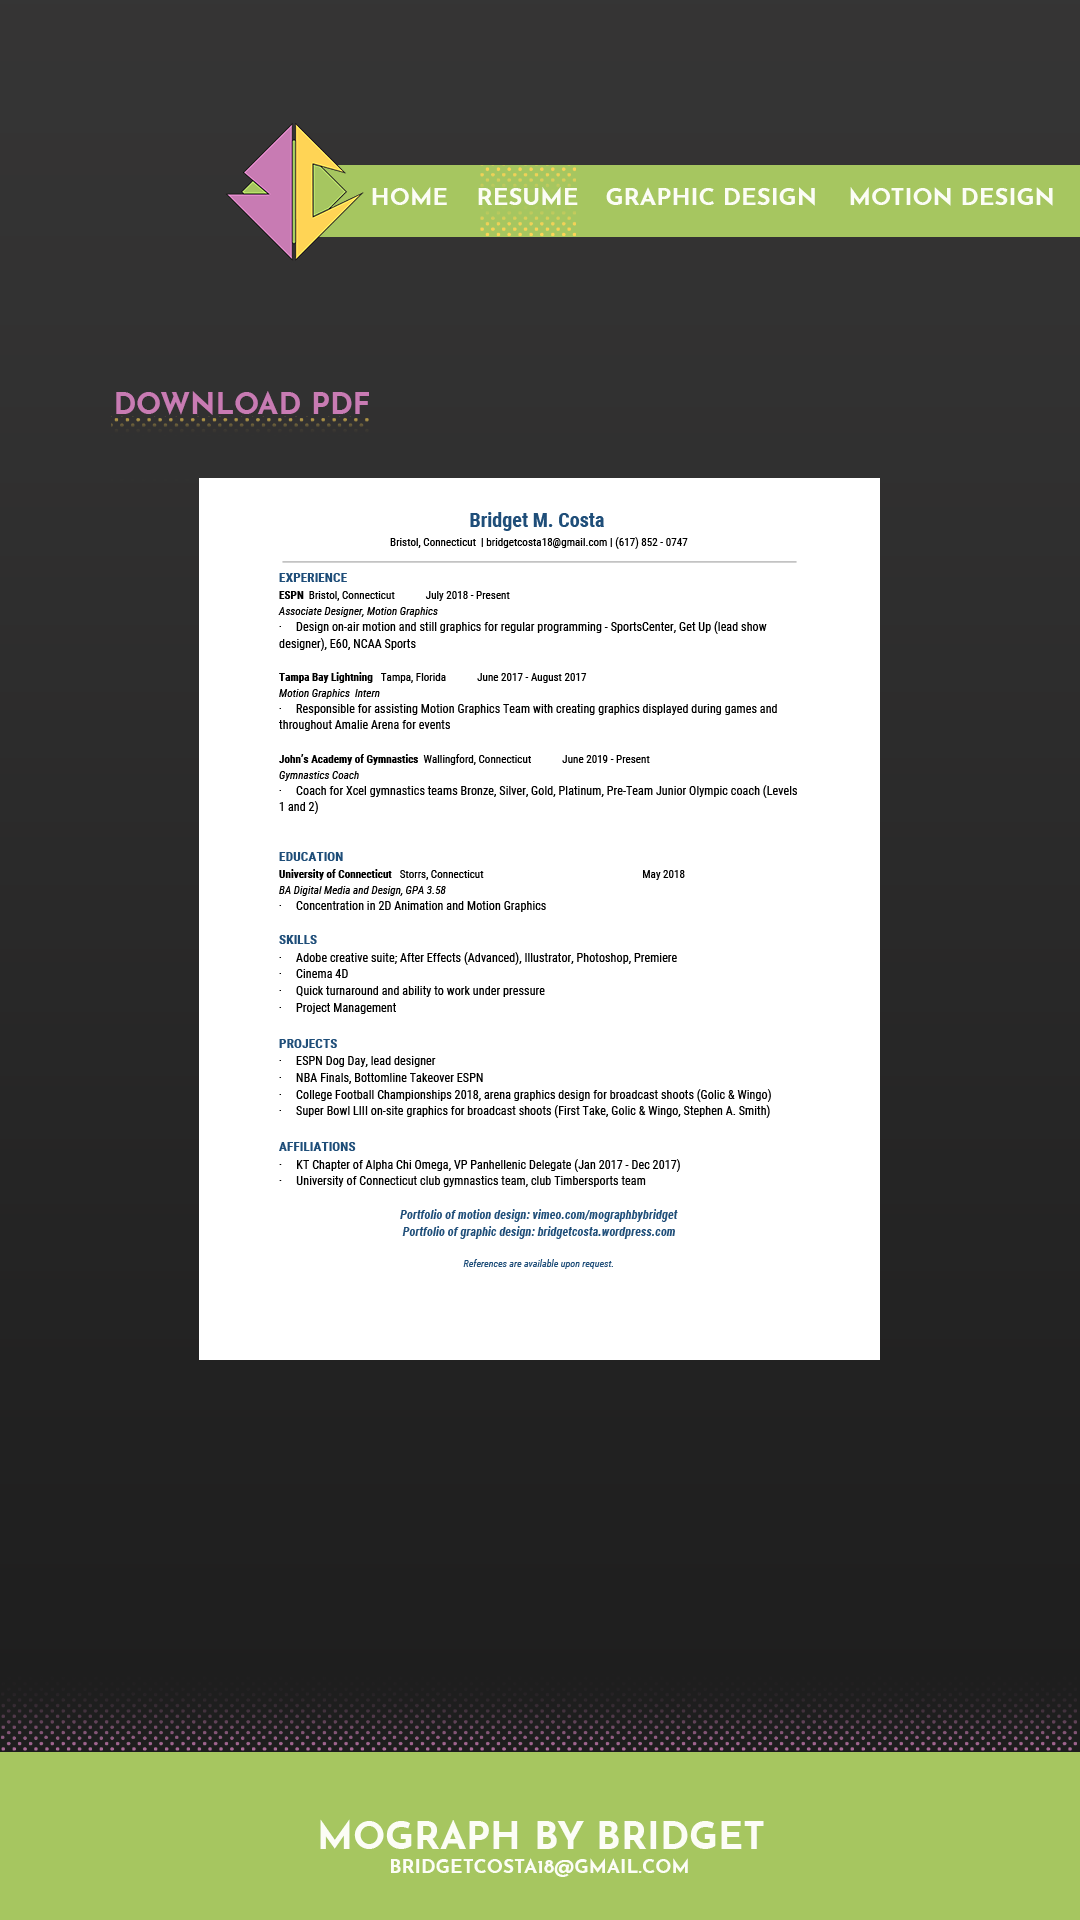 HOME RESUME GRAPHIC DESIGN MOTION DESIGN
DOWNLOAD PDF
Bridget M. Costa
Bristol, Connecticut | bridgetcosta18@gmail.com | (617) 852 - 0747
EXPERIENCE
ESPN Bristol, Connecticut July 2018 - Present
Associate Designer, Motion Graphics
· Design on-air motion and still graphics for regular programming - SportsCenter, Get Up (lead show
designer), E60, NCAA Sports
Tampa Bay Lightning Tampa, Florida June 2017 - August 2017
Motion Graphics Intern
· Responsible for assisting Motion Graphics Team with creating graphics displayed during games and
throughout Amalie Arena for events
John's Academy of Gymnastics Wallingford, Connecticut June 2019 - Present
Gymnastics Coach
· Coach for Xcel gymnastics teams Bronze, Silver, Gold, Platinum, Pre-Team Junior Olympic coach (Levels
1 and 2)
EDUCATION
University of Connecticut Storrs, Connecticut May 2018
BA Digital Media and Design, GPA 3.58
· Concentration in 2D Animation and Motion Graphics
SKILLS
· Adobe creative suite; After Effects (Advanced), Illustrator, Photoshop, Premiere
· Cinema 4D
· Quick turnaround and ability to work under pressure
· Project Management
PROJECTS
· ESPN Dog Day, lead designer
· NBA Finals, Bottomline Takeover ESPN
· College Football Championships 2018, arena graphics design for broadcast shoots (Golic & Wingo)
· Super Bowl LIII on-site graphics for broadcast shoots (First Take, Golic & Wingo, Stephen A. Smith)
AFFILIATIONS
· KT Chapter of Alpha Chi Omega, VP Panhellenic Delegate (Jan 2017 - Dec 2017)
· University of Connecticut club gymnastics team, club Timbersports team
Portfolio of motion design: vimeo.com/mographbybridget
Portfolio of graphic design: bridgetcosta.wordpress.com
References are available upon request.
MOGRAPH BY BRIDGET
BRIDGETCOSTA18@GMAIL.COM